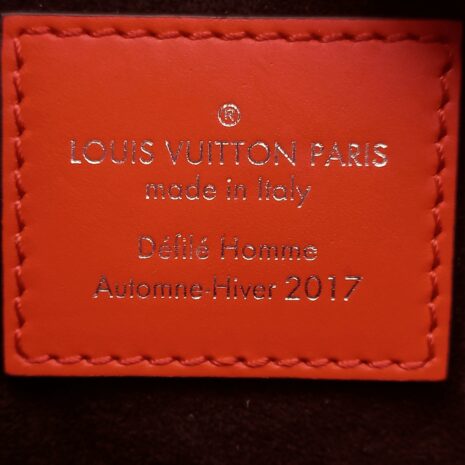 ®
LOUIS VUITTON PARIS
made in Italy
Défilé Homme
Automne-Hiver 2017